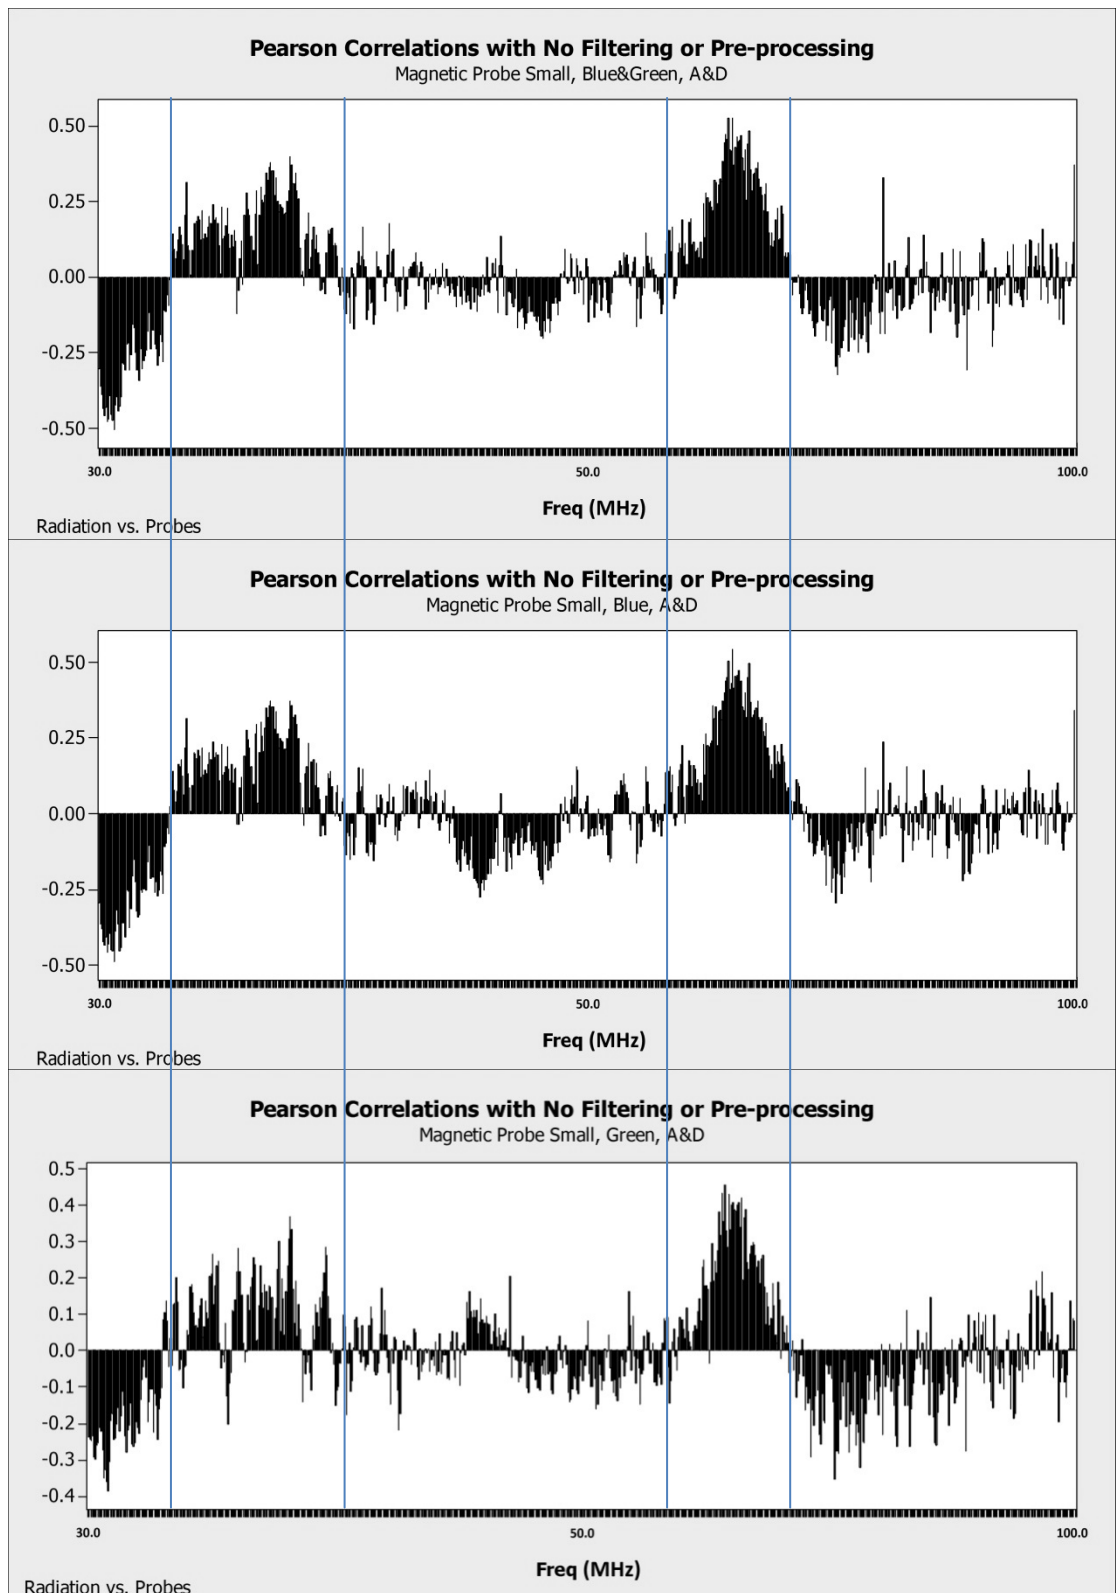 Pearson Correlations with No Filtering or Pre-processing
Magnetic Probe Small, Blue&Green, A&D
0.50
0.25
0.00
-0.25
-0.50
30.0 50.0 100.0
Freq (MHz)
Radiation vs. Probes
Pearson Correlations with No Filtering or Pre-processing
Magnetic Probe Small, Blue, A&D
0.50
0.25
0.00
-0.25
-0.50
30.0 50.0 100.0
Freq (MHz)
Radiation vs. Probes
Pearson Correlations with No Filtering or Pre-processing
Magnetic Probe Small, Green, A&D
0.5
0.4
0.3
0.2
0.1
0.0
-0.1
-0.2
-0.3
-0.4
30.0 50.0 100.0
Freq (MHz)
Radiation vs. Probes